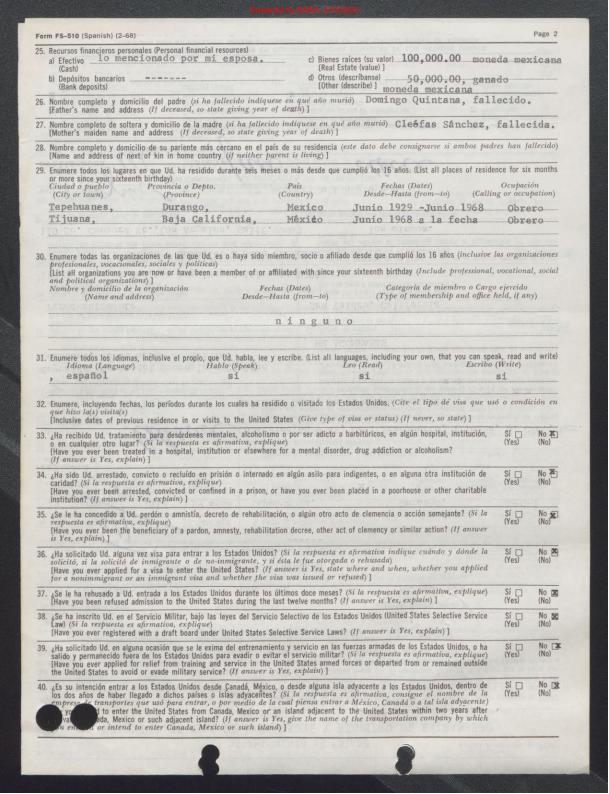 Form FS-510 (Spanish) (2-68) Page 2
25. Recursos financieros personales (Personal financial resources)
a) Efectivo lo mencionado por mi esposa. c) Bienes raíces (su valor) 100,000.00 moneda mexicana
(Cash) [Real Estate (value) ]
b) Depósitos bancarios ------- d) Otros (descríbanse) 50,000.00, ganado
(Bank deposits) [Other (describe) ] moneda mexicana
26. Nombre completo y domicilio del padre (si ha fallecido indíquese en qué año murió) Domingo Quintana, fallecido.
[Father's name and address (If deceased, so state giving year of death) ]
27. Nombre completo de soltera y domicilio de la madre (si ha fallecido indíquese en qué año murió) Cleófas Sánchez, fallecida.
[Mother's maiden name and address (If deceased, so state giving year of death) ]
28. Nombre completo y domicilio de su pariente más cercano en el país de su residencia (este dato debe consignarse si ambos padres han fallecido)
[Name and address of next of kin in home country (if neither parent is living) ]
29. Enumere todos los lugares en que Ud. ha residido durante seis meses o más desde que cumplió los 16 años. (List all places of residence for six months
or more since your sixteenth birthday)
Ciudad o pueblo Provincia o Depto. País Fechas (Dates) Ocupación
(City or town) (Province) (Country) Desde—Hasta (from—to) (Calling or occupation)
Tepehuanes, Durango, Mexico Junio 1929 -Junio 1968 Obrero
Tijuana, Baja California, México Junio 1968 a la fecha Obrero
30. Enumere todas las organizaciones de las que Ud. es o haya sido miembro, socio o afiliado desde que cumplió los 16 años (inclusive las organizaciones
profesionales, vocacionales, sociales y políticas)
[List all organizations you are now or have been a member of or affiliated with since your sixteenth birthday (Include professional, vocational, social
and political organizations) ]
Nombre y domicilio de la organización Fechas (Dates) Categoría de miembro o Cargo ejercido
(Name and address) Desde—Hasta (from—to) (Type of membership and office held, if any)
n i n g u n o
31. Enumere todos los idiomas, inclusive el propio, que Ud. habla, lee y escribe. (List all languages, including your own, that you can speak, read and write)
Idioma (Language) Hablo (Speak) Leo (Read) Escribo (Write)
, español si si si
32. Enumere, incluyendo fechas, los períodos durante los cuales ha residido o visitado los Estados Unidos. (Cite el tipo de visa que usó o condición en
que hizo la(s) visita(s)
[Inclusive dates of previous residence in or visits to the United States (Give type of visa or status) (If never, so state) ]
33. ¿Ha recibido Ud. tratamiento para desórdenes mentales, alcoholismo o por ser adicto a barbitúricos, en algún hospital, institución, Sí No X
o en cualquier otro lugar? (Si la respuesta es afirmativa, explique) (Yes) (No)
[Have you ever been treated in a hospital, institution or elsewhere for a mental disorder, drug addiction or alcoholism?
(If answer is Yes, explain) ]
34. ¿Ha sido Ud. arrestado, convicto o recluido en prisión o internado en algún asilo para indigentes, o en alguna otra institución de Sí No X
caridad? (Si la respuesta es afirmativa, explique) (Yes) (No)
[Have you ever been arrested, convicted or confined in a prison, or have you ever been placed in a poorhouse or other charitable
institution? (If answer is Yes, explain) ]
35. ¿Se le ha concedido a Ud. perdón o amnistía, decreto de rehabilitación, o algún otro acto de clemencia o acción semejante? (Si la Sí No X
respuesta es afirmativa, explique) (Yes) (No)
[Have you ever been the beneficiary of a pardon, amnesty, rehabilitation decree, other act of clemency or similar action? (If answer
is Yes, explain) ]
36. ¿Ha solicitado Ud. alguna vez visa para entrar a los Estados Unidos? (Si la respuesta es afirmativa indique cuándo y dónde la Sí No X
solicitó, si la solicitó de inmigrante o de no-inmigrante, y si ésta le fue otorgada o rehusada) (Yes) (No)
[Have you ever applied for a visa to enter the United States? (If answer is Yes, state where and when, whether you applied
for a nonimmigrant or an immigrant visa and whether the visa was issued or refused) ]
37. ¿Se le ha rehusado a Ud. entrada a los Estados Unidos durante los últimos doce meses? (Si la respuesta es afirmativa, explique) Sí No X
[Have you been refused admission to the United States during the last twelve months? (If answer is Yes, explain) ] (Yes) (No)
38. ¿Se ha inscrito Ud. en el Servicio Militar, bajo las leyes del Servicio Selectivo de los Estados Unidos (United States Selective Service Sí No X
Law) (Si la respuesta es afirmativa, explique) (Yes) (No)
[Have you ever registered with a draft board under United States Selective Service Laws? (If answer is Yes, explain) ]
39. ¿Ha solicitado Ud. en alguna ocasión que se le exima del entrenamiento y servicio en las fuerzas armadas de los Estados Unidos, o ha Sí No X
salido y permanecido fuera de los Estados Unidos para evadir o evitar el servicio militar? (Si la respuesta es afirmativa, explique) (Yes) (No)
[Have you ever applied for relief from training and service in the United States armed forces or departed from or remained outside
the United States to avoid or evade military service? (If answer is Yes, explain) ]
40. ¿Es su intención entrar a los Estados Unidos desde Canadá, México, o desde alguna isla adyacente a los Estados Unidos, dentro de Sí No X
los dos años de haber llegado a dichos países o islas adyacentes? (Si la respuesta es afirmativa, consigne el nombre de la (Yes) (No)
empresa de transportes que usó para entrar, o por medio de la cual piensa entrar a México, Canadá o a tal isla adyacente)
to enter the United States from Canada, Mexico or an island adjacent to the United States within two years after
Mexico or such adjacent island? (If answer is Yes, give the name of the transportation company by which
or intend to enter Canada, Mexico or such island) ]